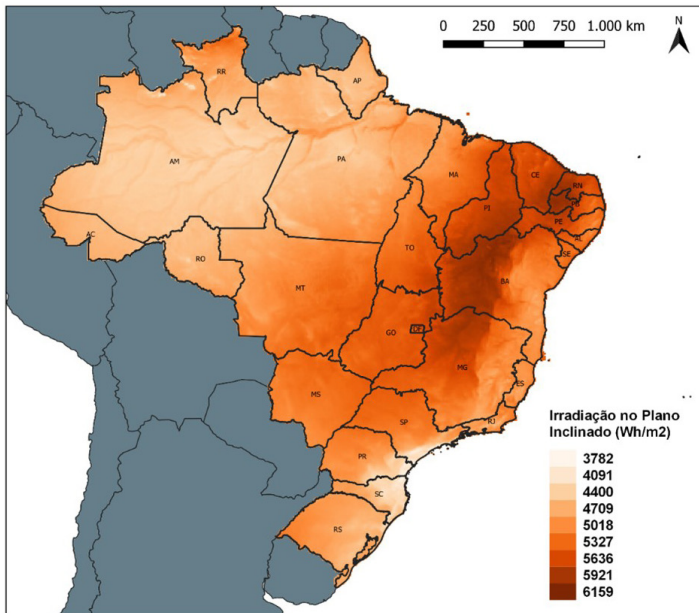 0 250 500 750 1.000 km
N
RR
AP
AM
PA
MA
CE
RN
PB
PI
PE
AC
AL
TO
SE
RO
BA
MT
GO
DF
MG
MS
ES
SP
RJ
PR
SC
RS
Irradiação no Plano
Inclinado (Wh/m2)
3782
4091
4400
4709
5018
5327
5636
5921
6159